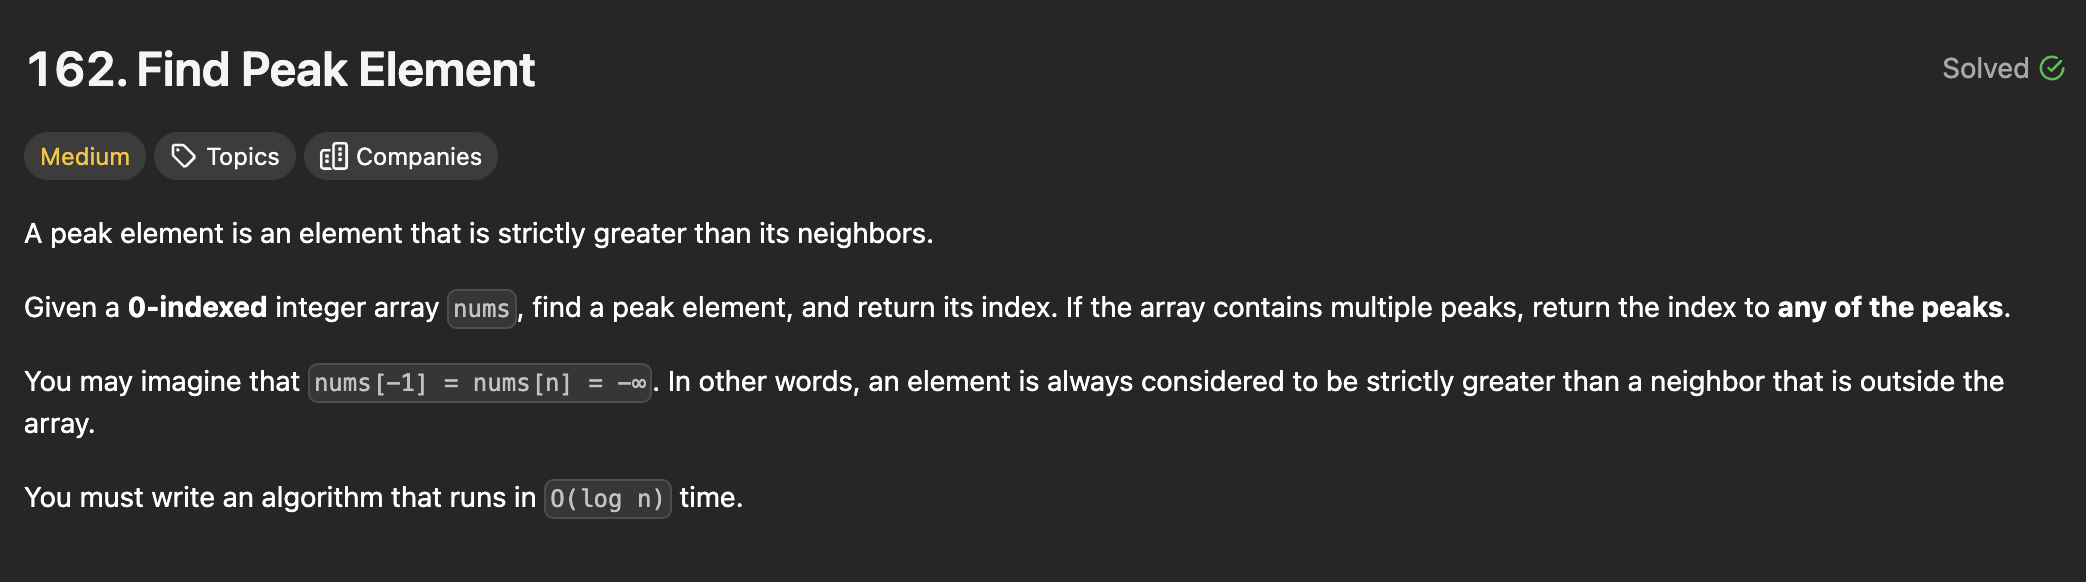 162. Find Peak Element
Solved
Medium
Topics
Companies
A peak element is an element that is strictly greater than its neighbors.
Given a 0-indexed integer array nums, find a peak element, and return its index. If the array contains multiple peaks, return the index to any of the peaks.
You may imagine that nums[-1] = nums[n] = -∞. In other words, an element is always considered to be strictly greater than a neighbor that is outside the
array.
You must write an algorithm that runs in O(log n) time.